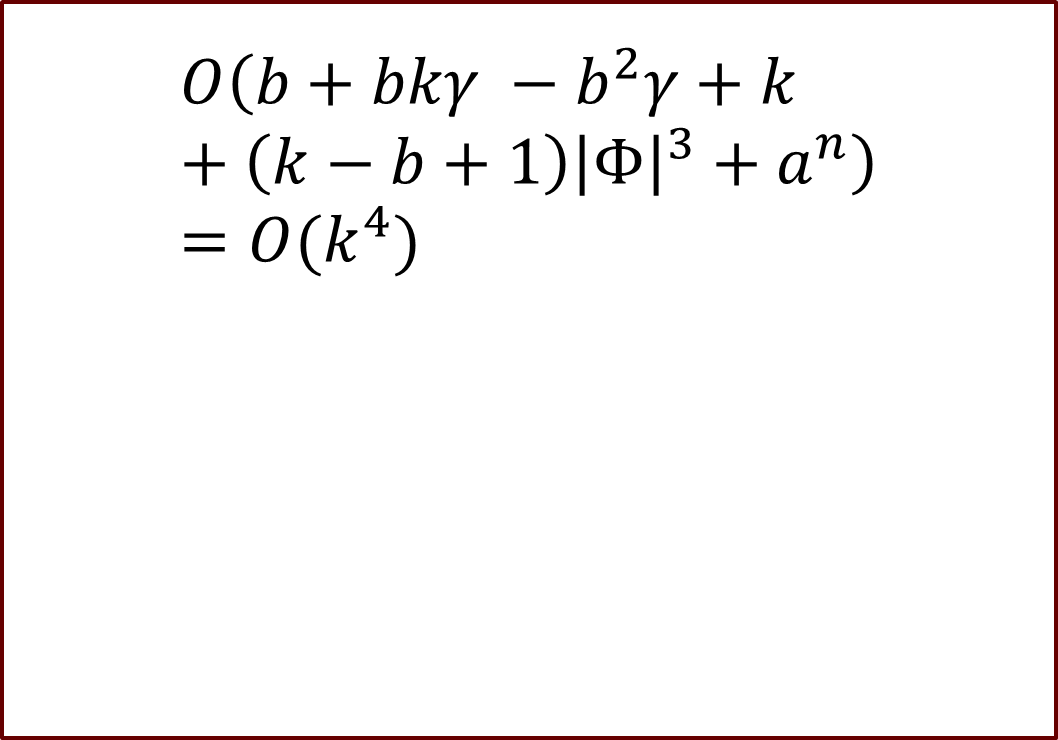 𝑂(𝑏 + 𝑏𝑘𝛾 − 𝑏²𝛾 + 𝑘
+ (𝑘 − 𝑏 + 1)|Φ|³ + 𝑎ⁿ)
= 𝑂(𝑘⁴)